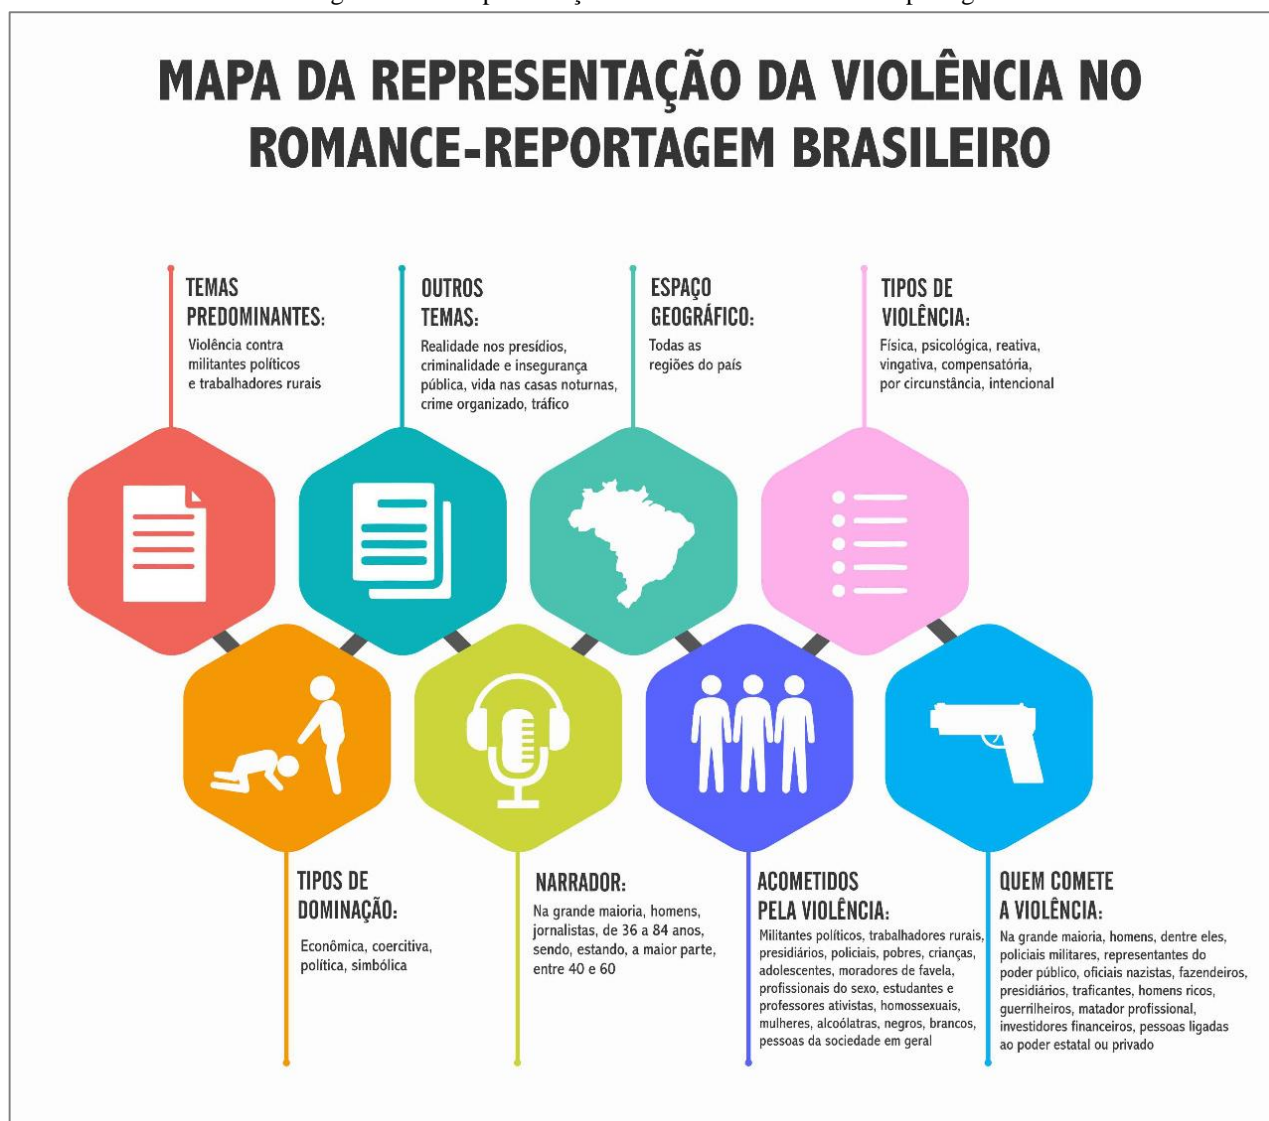 MAPA DA REPRESENTAÇÃO DA VIOLÊNCIA NO
ROMANCE-REPORTAGEM BRASILEIRO
TEMAS
PREDOMINANTES:
Violência contra
militantes políticos
e trabalhadores rurais
OUTROS
TEMAS:
Realidade nos presídios,
criminalidade e insegurança
pública, vida nas casas noturnas,
crime organizado, tráfico
ESPAÇO
GEOGRÁFICO:
Todas as
regiões do país
TIPOS DE
VIOLÊNCIA:
Física, psicológica, reativa,
vingativa, compensatória,
por circunstância, intencional
TIPOS DE
DOMINAÇÃO:
Econômica, coercitiva,
política, simbólica
NARRADOR:
Na grande maioria, homens,
jornalistas, de 36 a 84 anos,
sendo, estando, a maior parte,
entre 40 e 60
ACOMETIDOS
PELA VIOLÊNCIA:
Militantes políticos, trabalhadores rurais,
presidiários, policiais, pobres, crianças,
adolescentes, moradores de favela,
profissionais do sexo, estudantes e
professores ativistas, homossexuais,
mulheres, alcoólatras, negros, brancos,
pessoas da sociedade em geral
QUEM COMETE
A VIOLÊNCIA:
Na grande maioria, homens, dentre eles,
policiais militares, representantes do
poder público, oficiais nazistas, fazendeiros,
presidiários, traficantes, homens ricos,
guerrilheiros, matador profissional,
investidores financeiros, pessoas ligadas
ao poder estatal ou privado